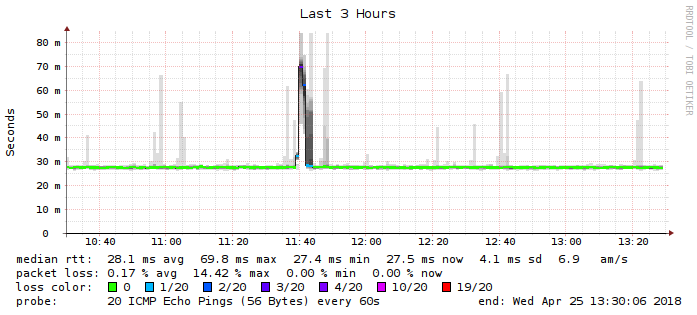 Last 3 Hours
RRDTOOL / TOBI OETIKER
Seconds
80 m
70 m
60 m
50 m
40 m
30 m
20 m
10 m
0
10:40 11:00 11:20 11:40 12:00 12:20 12:40 13:00 13:20
median rtt: 28.1 ms avg 69.8 ms max 27.4 ms min 27.5 ms now 4.1 ms sd 6.9 am/s
packet loss: 0.17 % avg 14.42 % max 0.00 % min 0.00 % now
loss color: 0 1/20 2/20 3/20 4/20 10/20 19/20
probe: 20 ICMP Echo Pings (56 Bytes) every 60s end: Wed Apr 25 13:30:06 2018